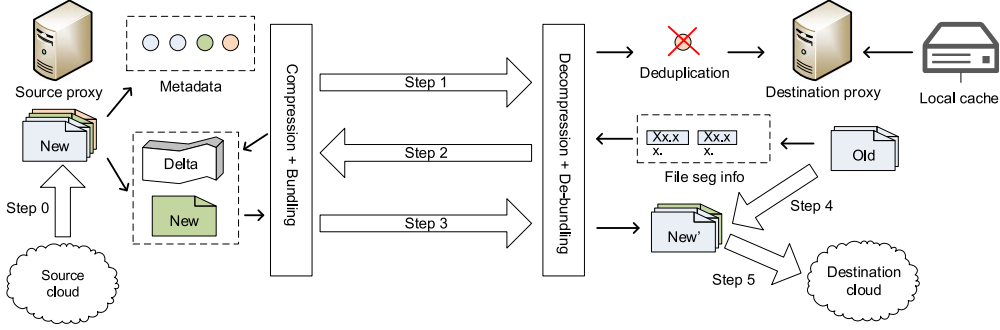 Source proxy
New
Step 0
Source
cloud
Metadata
Delta
New
Compression + Bundling
Step 1
Step 2
Step 3
Decompression + De-bundling
Deduplication
Destination proxy
Local cache
Xx.x
x.
Xx.x
x.
File seg info
Old
Step 4
New'
Step 5
Destination
cloud